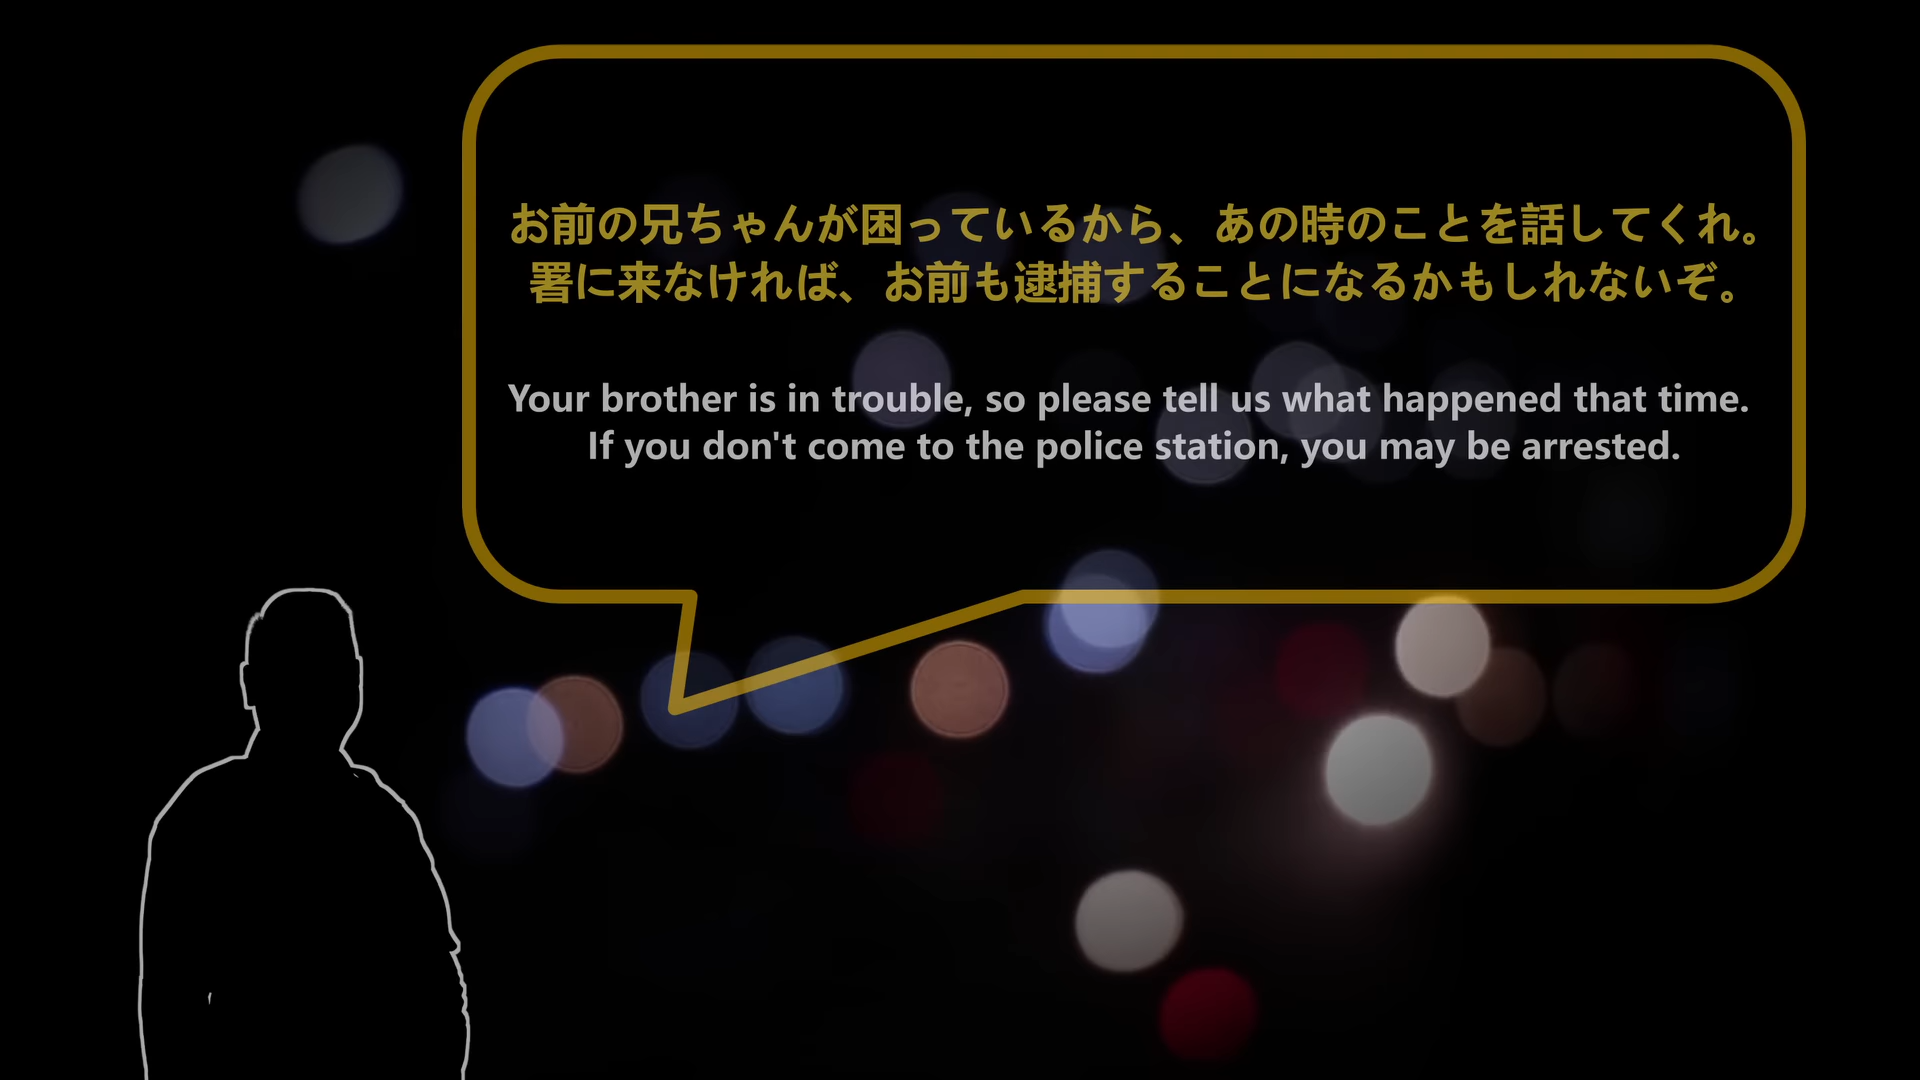 お前の兄ちゃんが困っているから、あの時のことを話してくれ。
署に来なければ、お前も逮捕することになるかもしれないぞ。
Your brother is in trouble, so please tell us what happened that time.
If you don't come to the police station, you may be arrested.